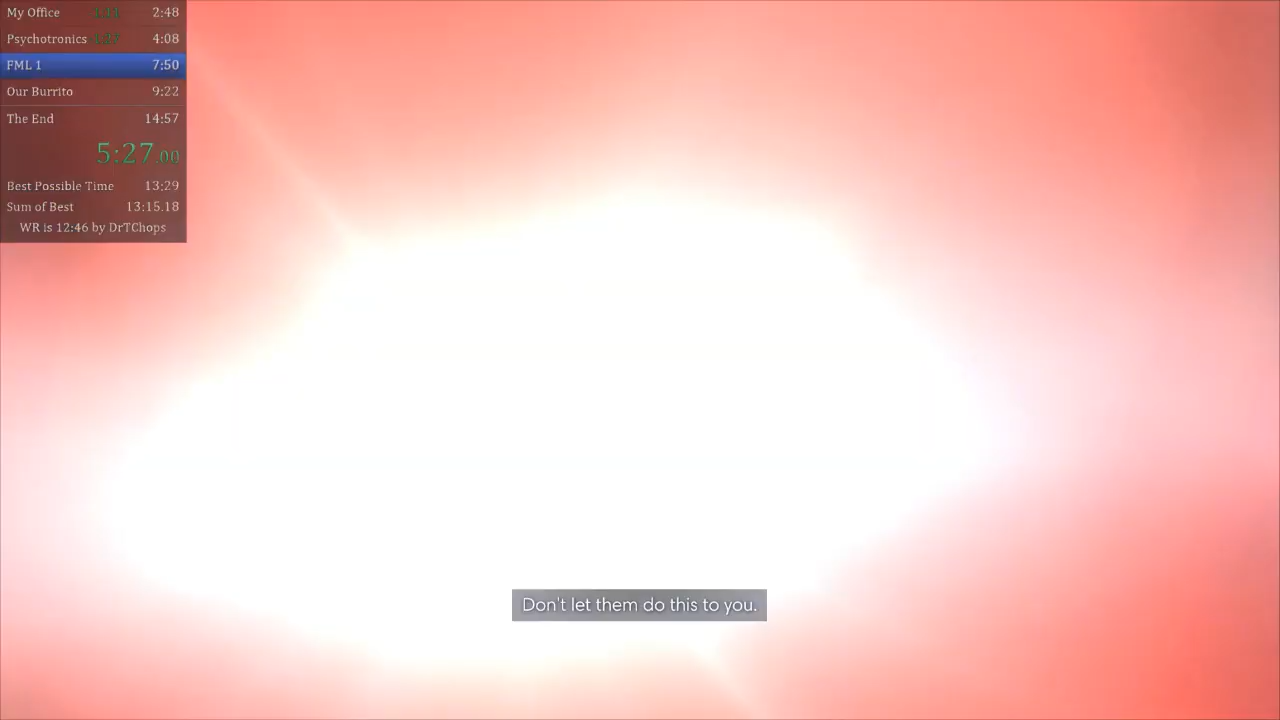 My Office 2:48
Psychotronics 4:08
FML 1 7:50
Our Burrito 9:22
The End 14:57
5:27.00
Best Possible Time 13:29
Sum of Best 13:15.18
WR is 12:46 by DrTChops
Don't let them do this to you.